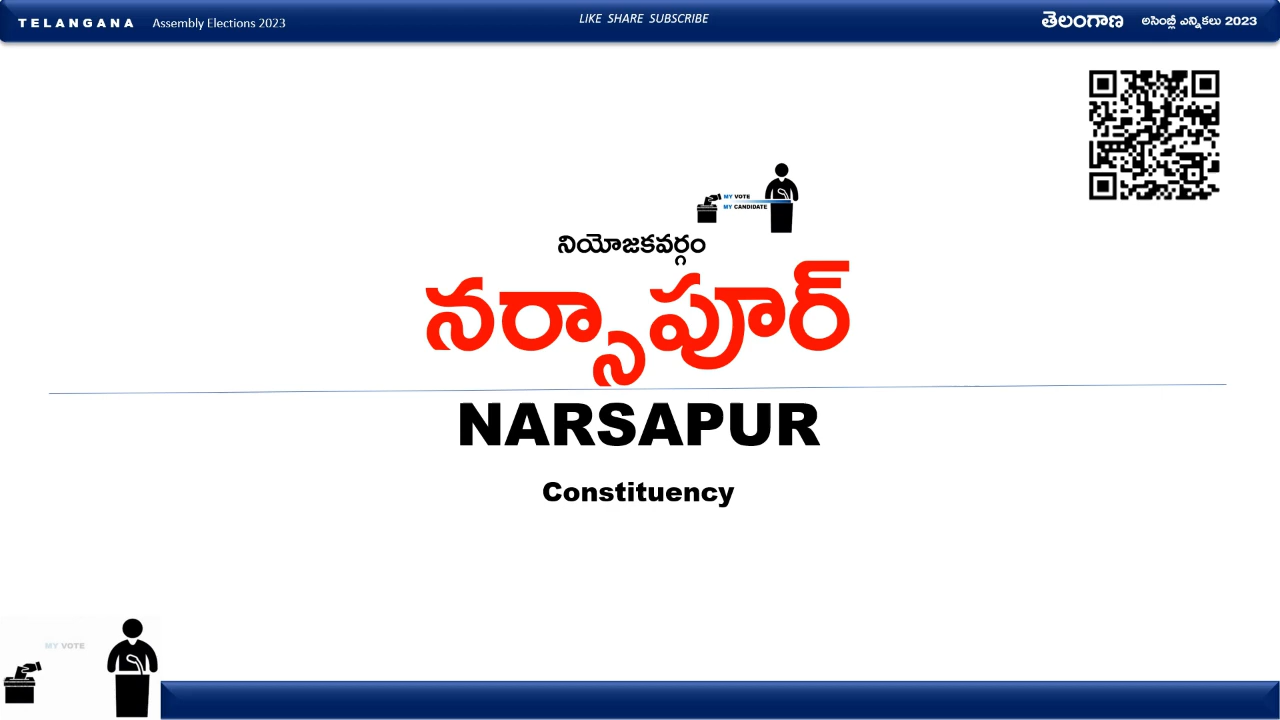 TELANGANA Assembly Elections 2023
LIKE SHARE SUBSCRIBE
తెలంగాణ అసెంబ్లీ ఎన్నికలు 2023
MY VOTE
MY CANDIDATE
నియోజకవర్గం
నర్సాపూర్
NARSAPUR
Constituency
MY VOTE